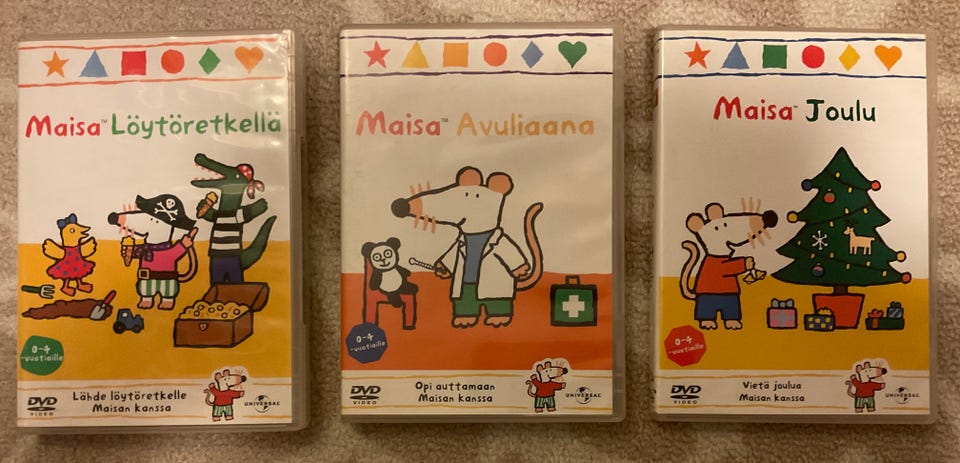 Maisa™ Löytöretkellä
0-4
-vuotiaille
DVD
VIDEO
Lähde löytöretkelle
Maisan kanssa
UNIVERSAL
Maisa™ Avuliaana
0-4
-vuotiaille
DVD
VIDEO
Opi auttamaan
Maisan kanssa
UNIVERSAL
Maisa™ Joulu
0-4
-vuotiaille
DVD
VIDEO
Vietä joulua
Maisan kanssa
UNIVERSAL